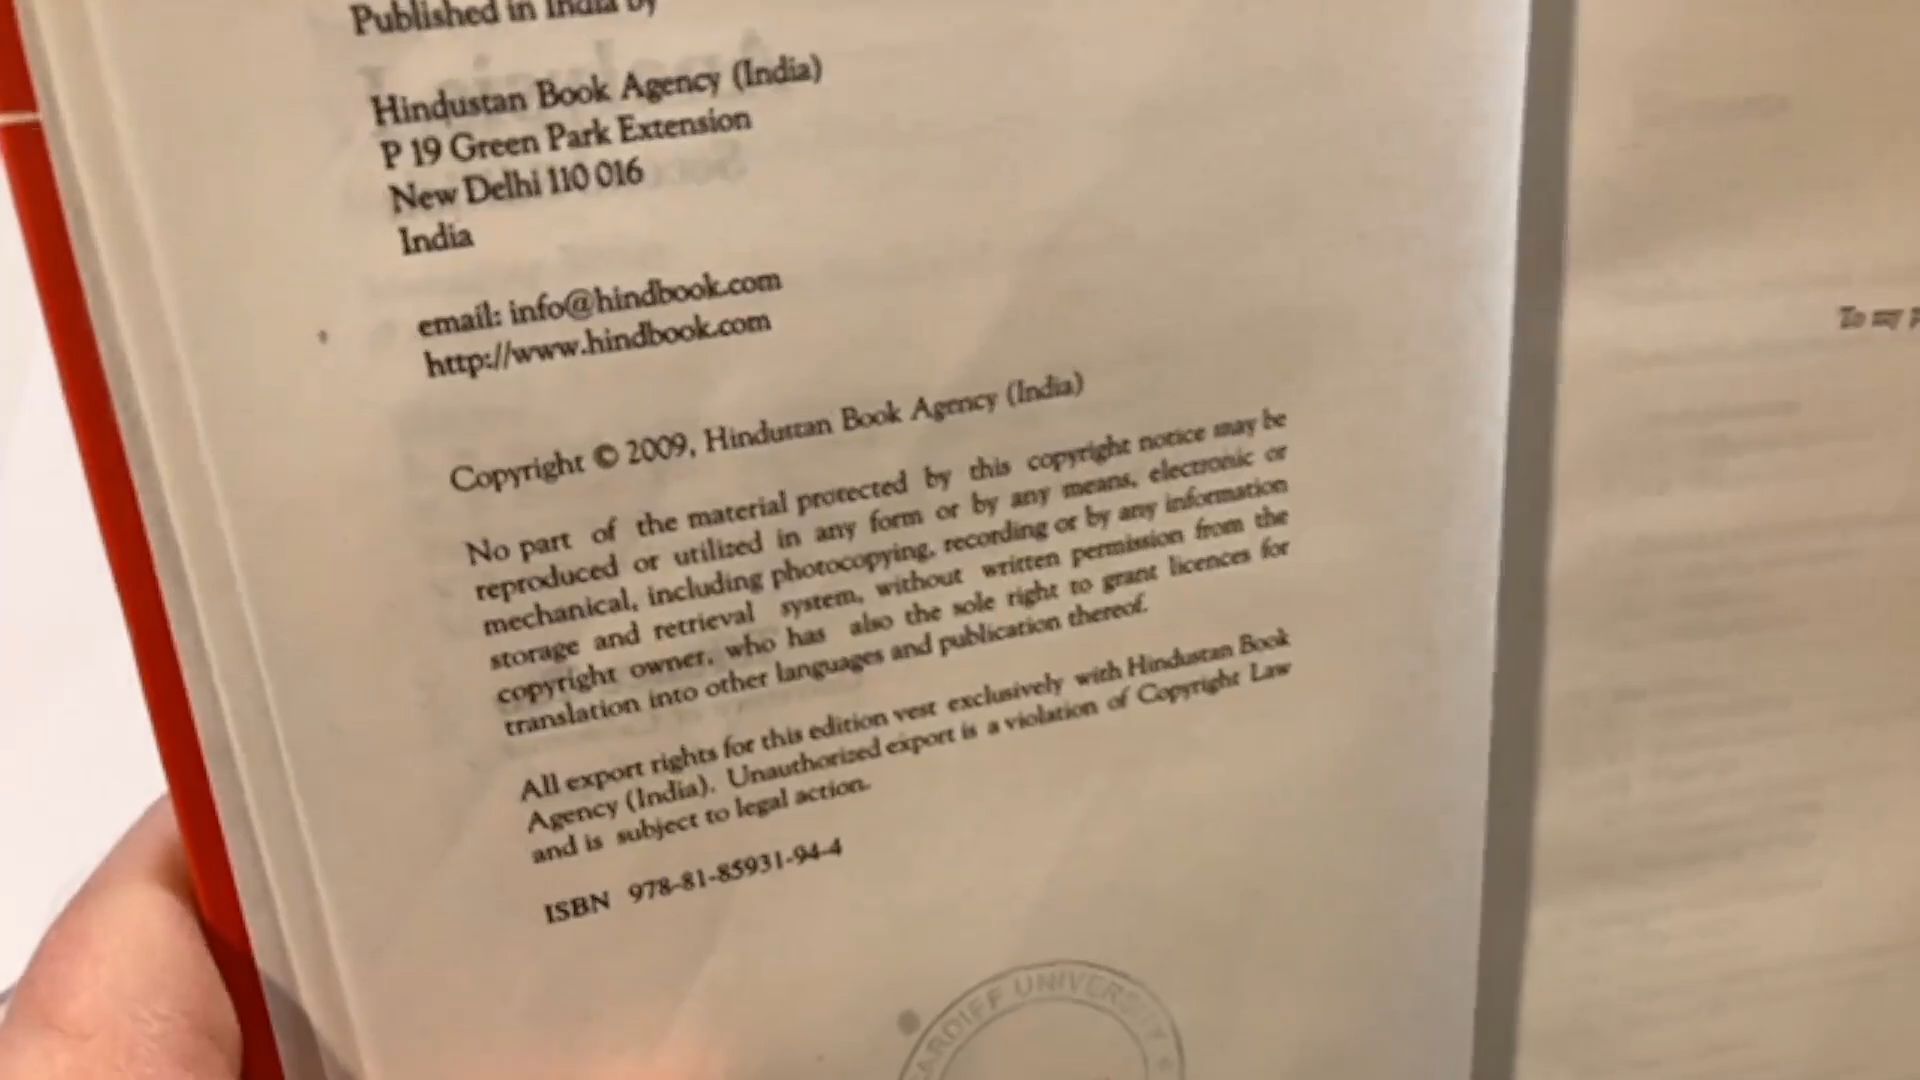 Published in India by
Hindustan Book Agency (India)
P 19 Green Park Extension
New Delhi 110 016
India
email: info@hindbook.com
http://www.hindbook.com
Copyright © 2009, Hindustan Book Agency (India)
No part of the material protected by this copyright notice may be
reproduced or utilized in any form or by any means, electronic or
mechanical, including photocopying, recording or by any information
storage and retrieval system, without written permission from the
copyright owner, who has also the sole right to grant licences for
translation into other languages and publication thereof.
All export rights for this edition vest exclusively with Hindustan Book
Agency (India). Unauthorized export is a violation of Copyright Law
and is subject to legal action.
ISBN 978-81-85931-94-4
ARDIFF UNIVERSITY
To my